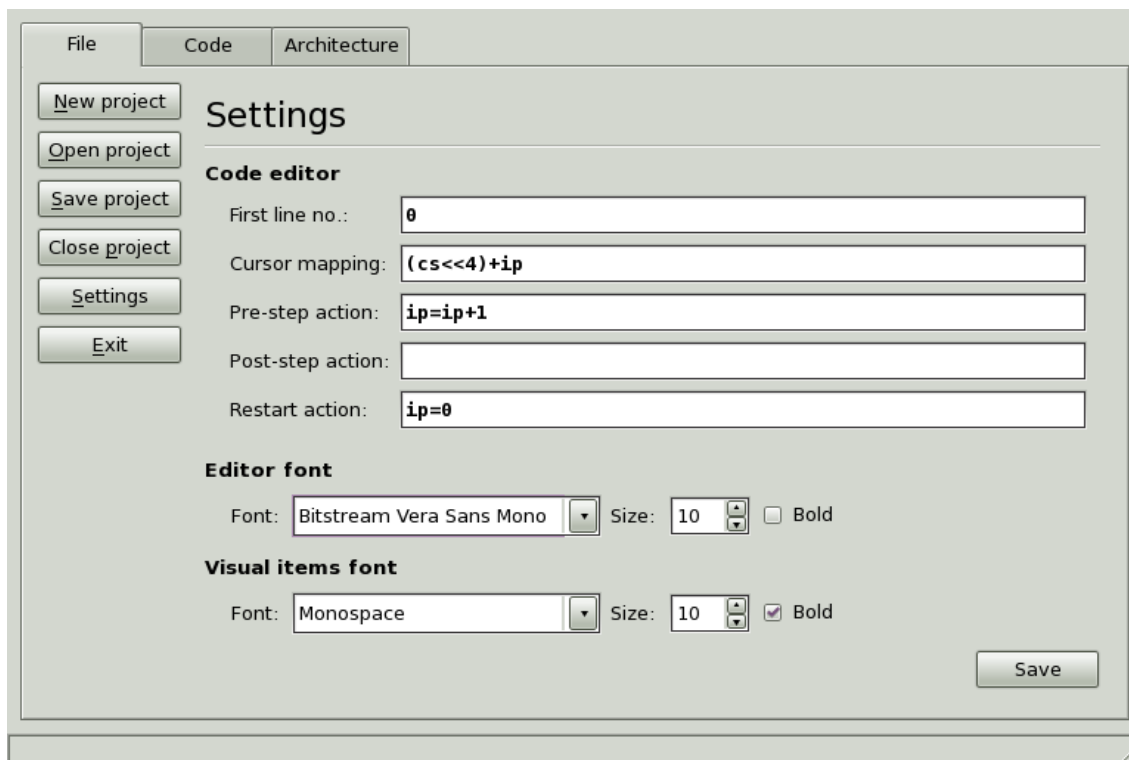 File Code Architecture
New project
Open project
Save project
Close project
Settings
Exit
Settings
Code editor
First line no.: 0
Cursor mapping: (cs<<4)+ip
Pre-step action: ip=ip+1
Post-step action:
Restart action: ip=0
Editor font
Font: Bitstream Vera Sans Mono Size: 10 Bold
Visual items font
Font: Monospace Size: 10 Bold
Save